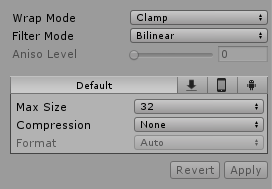 Wrap Mode Clamp
Filter Mode Bilinear
Aniso Level 0
Default
Max Size 32
Compression None
Format Auto
Revert Apply